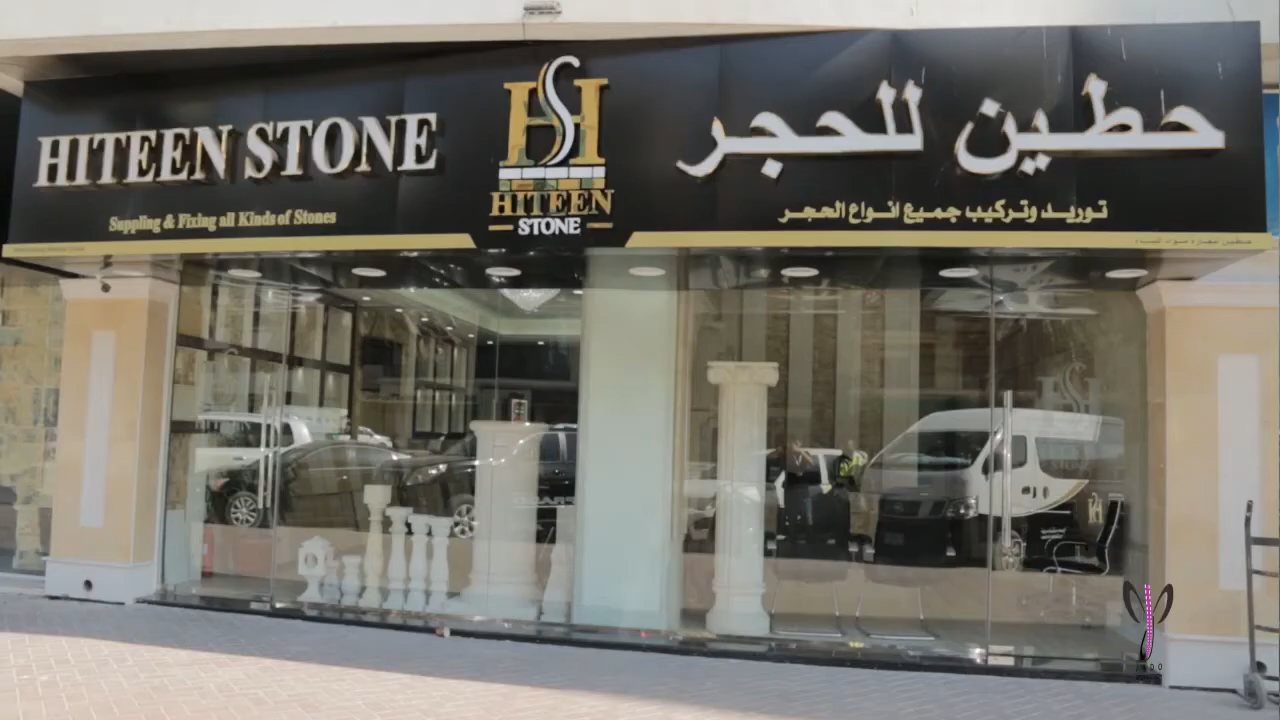 HITEEN STONE
Suppling & Fixing all Kinds of Stones
HS
HITEEN
STONE
حطين للحجر
توريد وتركيب جميع انواع الحجر